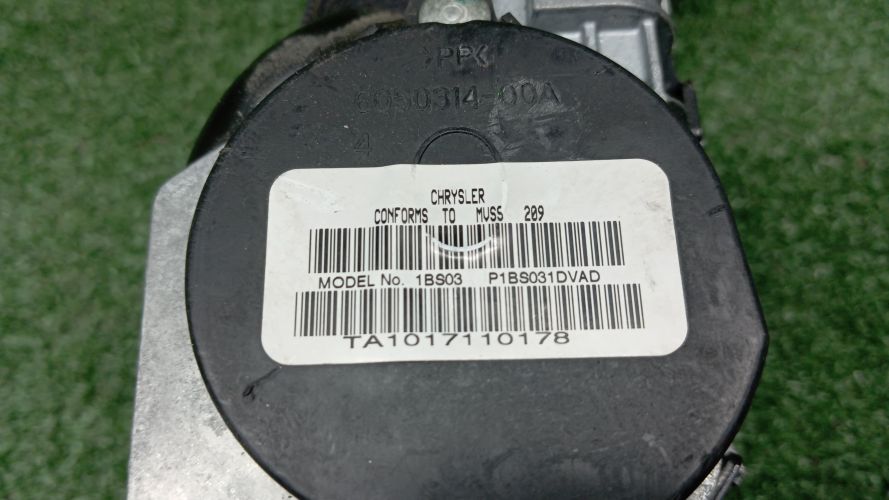 >PPK
6050314-00A
4
CHRYSLER
CONFORMS TO MVSS 209
MODEL No. 1BS03 P1BS031DVAD
TA1017110178